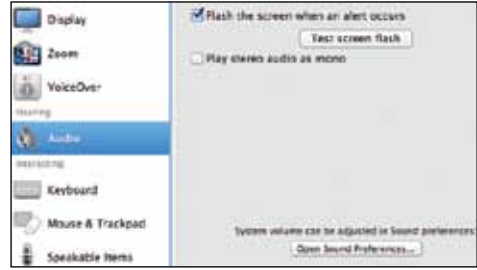 Display
Zoom
VoiceOver
Hearing
Audio
Interacting
Keyboard
Mouse & Trackpad
Speakable Items
Flash the screen when an alert occurs
Test screen flash
Play stereo audio as mono
System volume can be adjusted in Sound preferences
Open Sound Preferences...